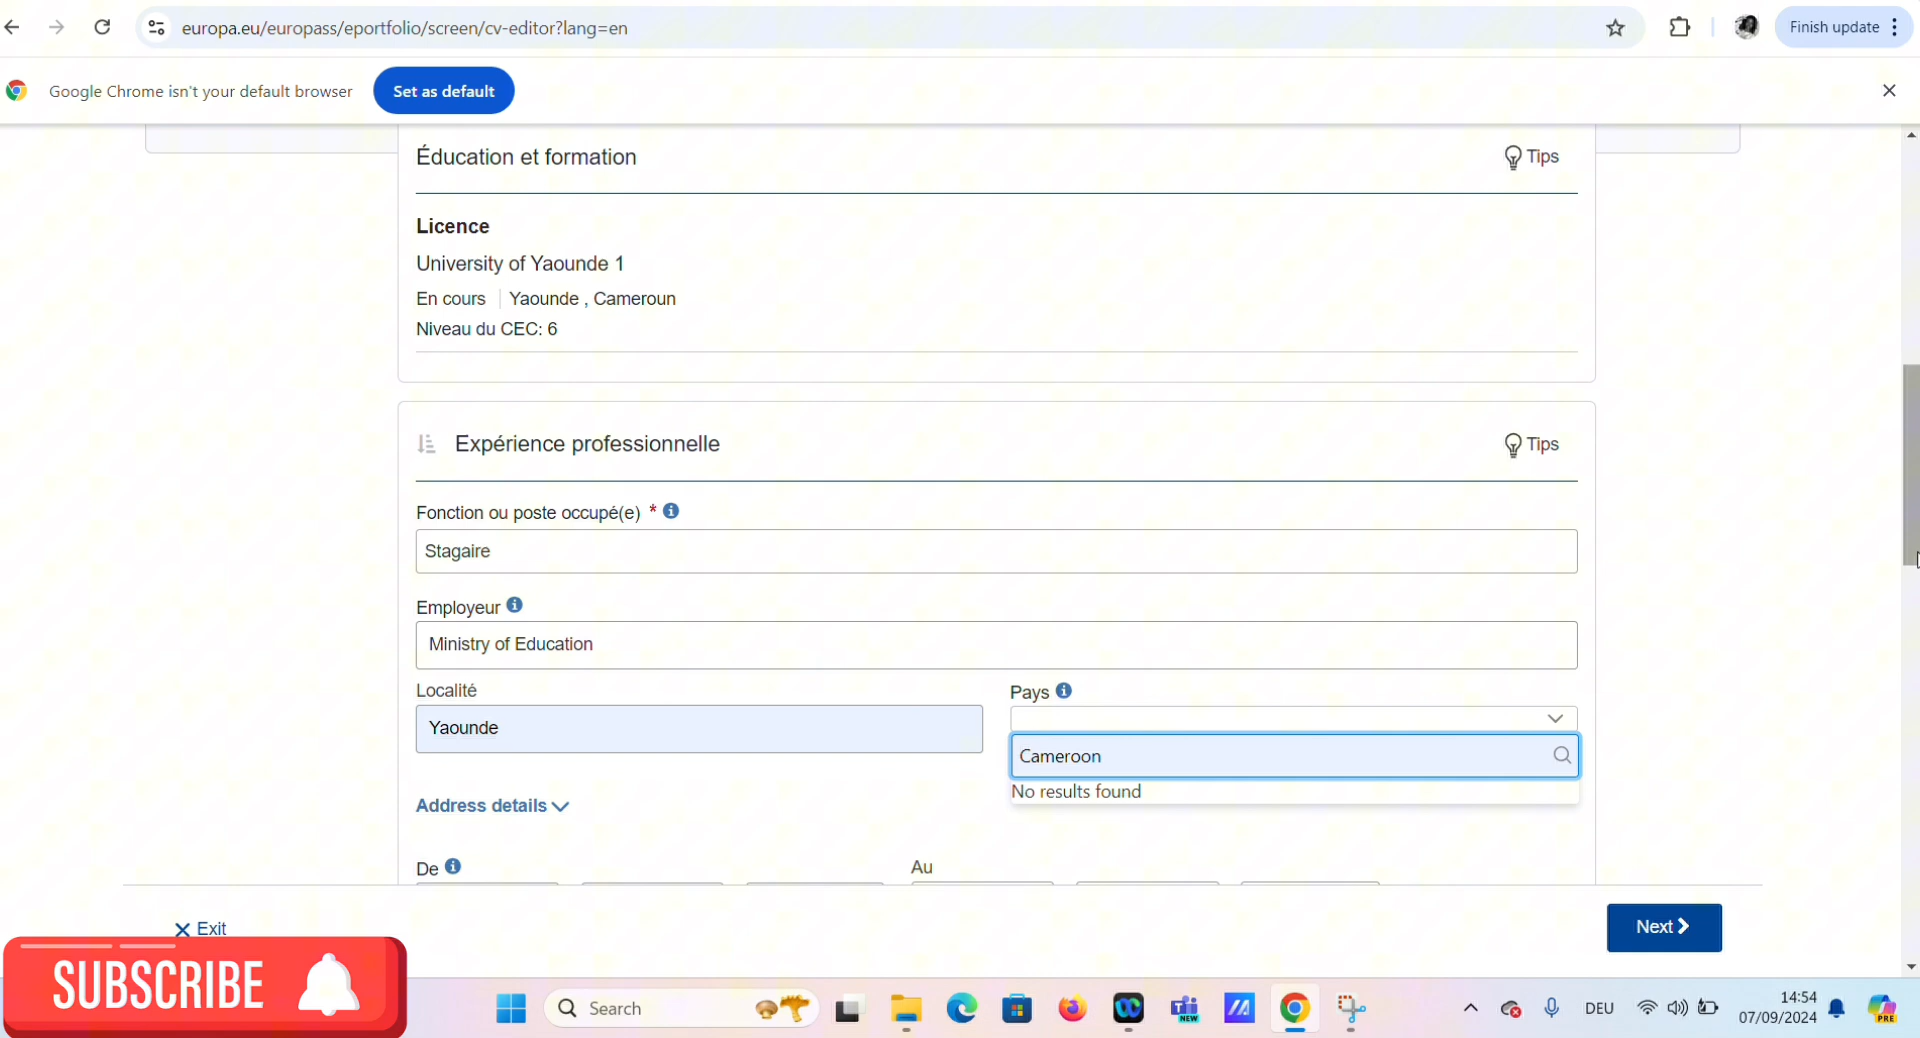 europa.eu/europass/eportfolio/screen/cv-editor?lang=en
Finish update
Google Chrome isn't your default browser
Set as default
Éducation et formation
Tips
Licence
University of Yaounde 1
En cours Yaounde , Cameroun
Niveau du CEC: 6
Expérience professionnelle
Tips
Fonction ou poste occupé(e) *
Stagaire
Employeur
Ministry of Education
Localité
Pays
Yaounde
Cameroon
No results found
Address details
De
Au
Exit
Next
SUBSCRIBE
Search
NEW
DEU
14:54
07/09/2024
PRE